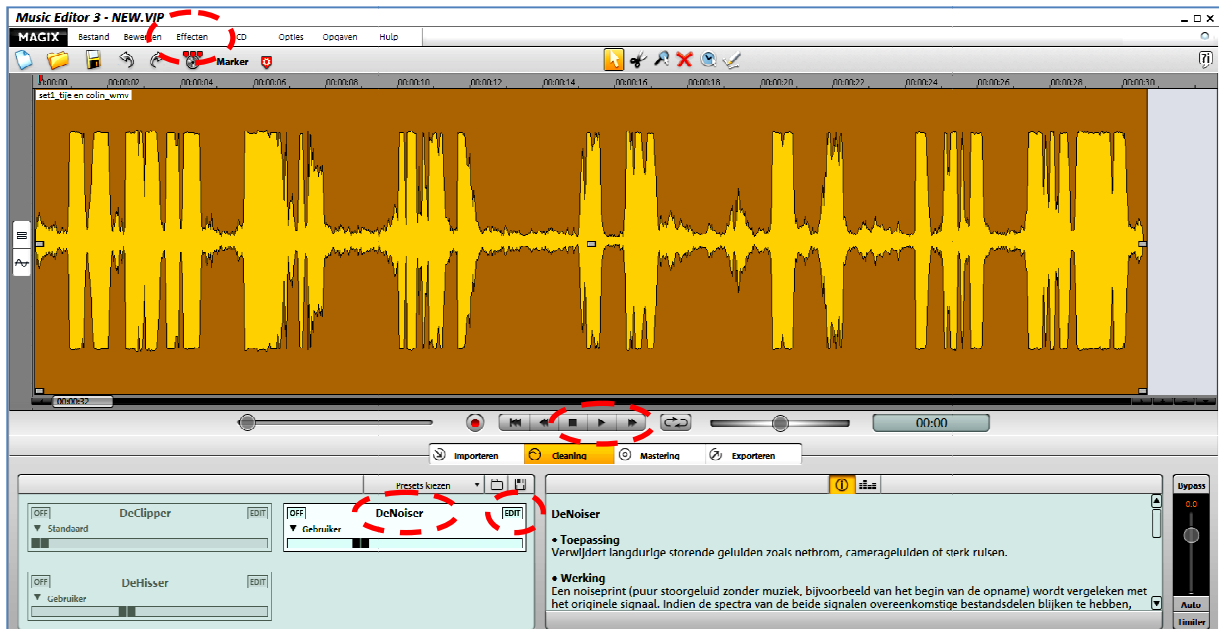 Music Editor 3 - NEW.VIP
MAGIX Bestand Bewerken Effecten CD Opties Opgaven Hulp
Marker
00:00:00 00:00:02 00:00:04 00:00:06 00:00:08 00:00:10 00:00:12 00:00:14 00:00:16 00:00:18 00:00:20 00:00:22 00:00:24 00:00:26 00:00:28 00:00:30
set1_tije en colin_wmv
00:00:32
00:00
Importeren Cleaning Mastering Exporteren
Presets kiezen
OFF DeClipper EDIT
Standaard
OFF DeNoiser EDIT
Gebruiker
OFF DeHisser EDIT
Gebruiker
DeNoiser
• Toepassing
Verwijdert langdurige storende geluiden zoals netbrom, camerageluiden of sterk ruisen.
• Werking
Een noiseprint (puur stoorgeluid zonder muziek, bijvoorbeeld van het begin van de opname) wordt vergeleken met
het originele signaal. Indien de spectra van de beide signalen overeenkomstige bestandsdelen blijken te hebben,
Bypass
0.0
Auto
Limiter